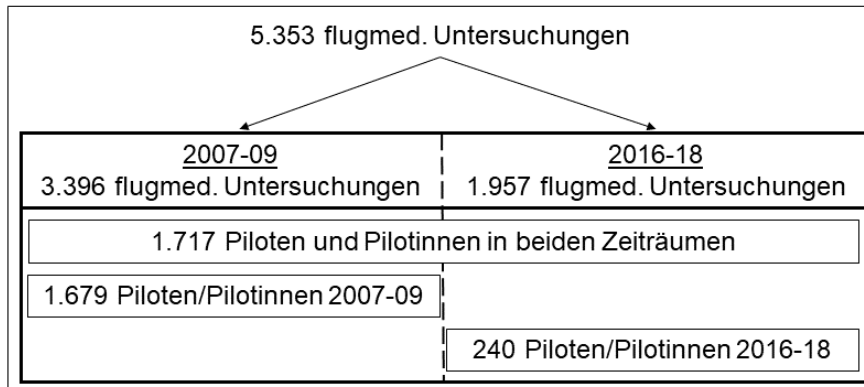 5.353 flugmed. Untersuchungen
2007-09
3.396 flugmed. Untersuchungen
2016-18
1.957 flugmed. Untersuchungen
1.717 Piloten und Pilotinnen in beiden Zeiträumen
1.679 Piloten/Pilotinnen 2007-09
240 Piloten/Pilotinnen 2016-18